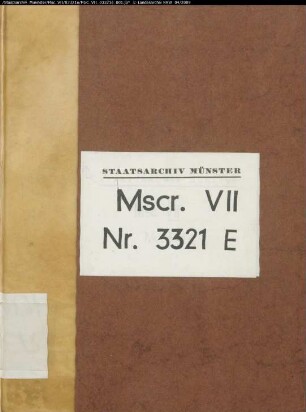 STAATSARCHIV MÜNSTER
Mscr. VII
Nr. 3321 E